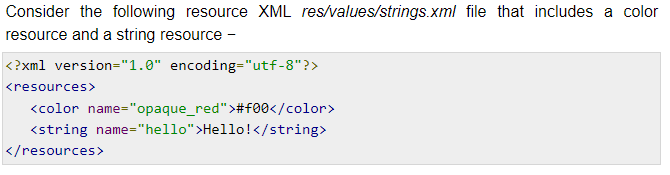 Consider the following resource XML res/values/strings.xml file that includes a color
resource and a string resource −
<?xml version="1.0" encoding="utf-8"?>
<resources>
   <color name="opaque_red">#f00</color>
   <string name="hello">Hello!</string>
</resources>